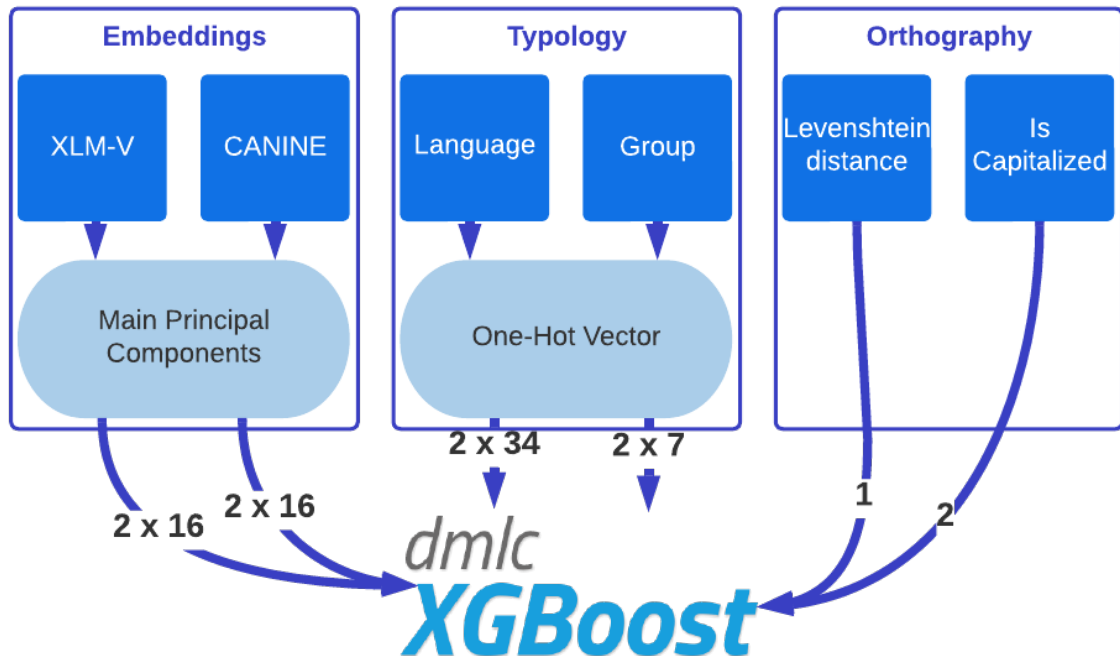 Embeddings
Typology
Orthography
XLM-V
CANINE
Language
Group
Levenshtein
distance
Is
Capitalized
Main Principal
Components
One-Hot Vector
2 x 34
2 x 7
2 x 16
2 x 16
1
2
dmlc
XGBoost